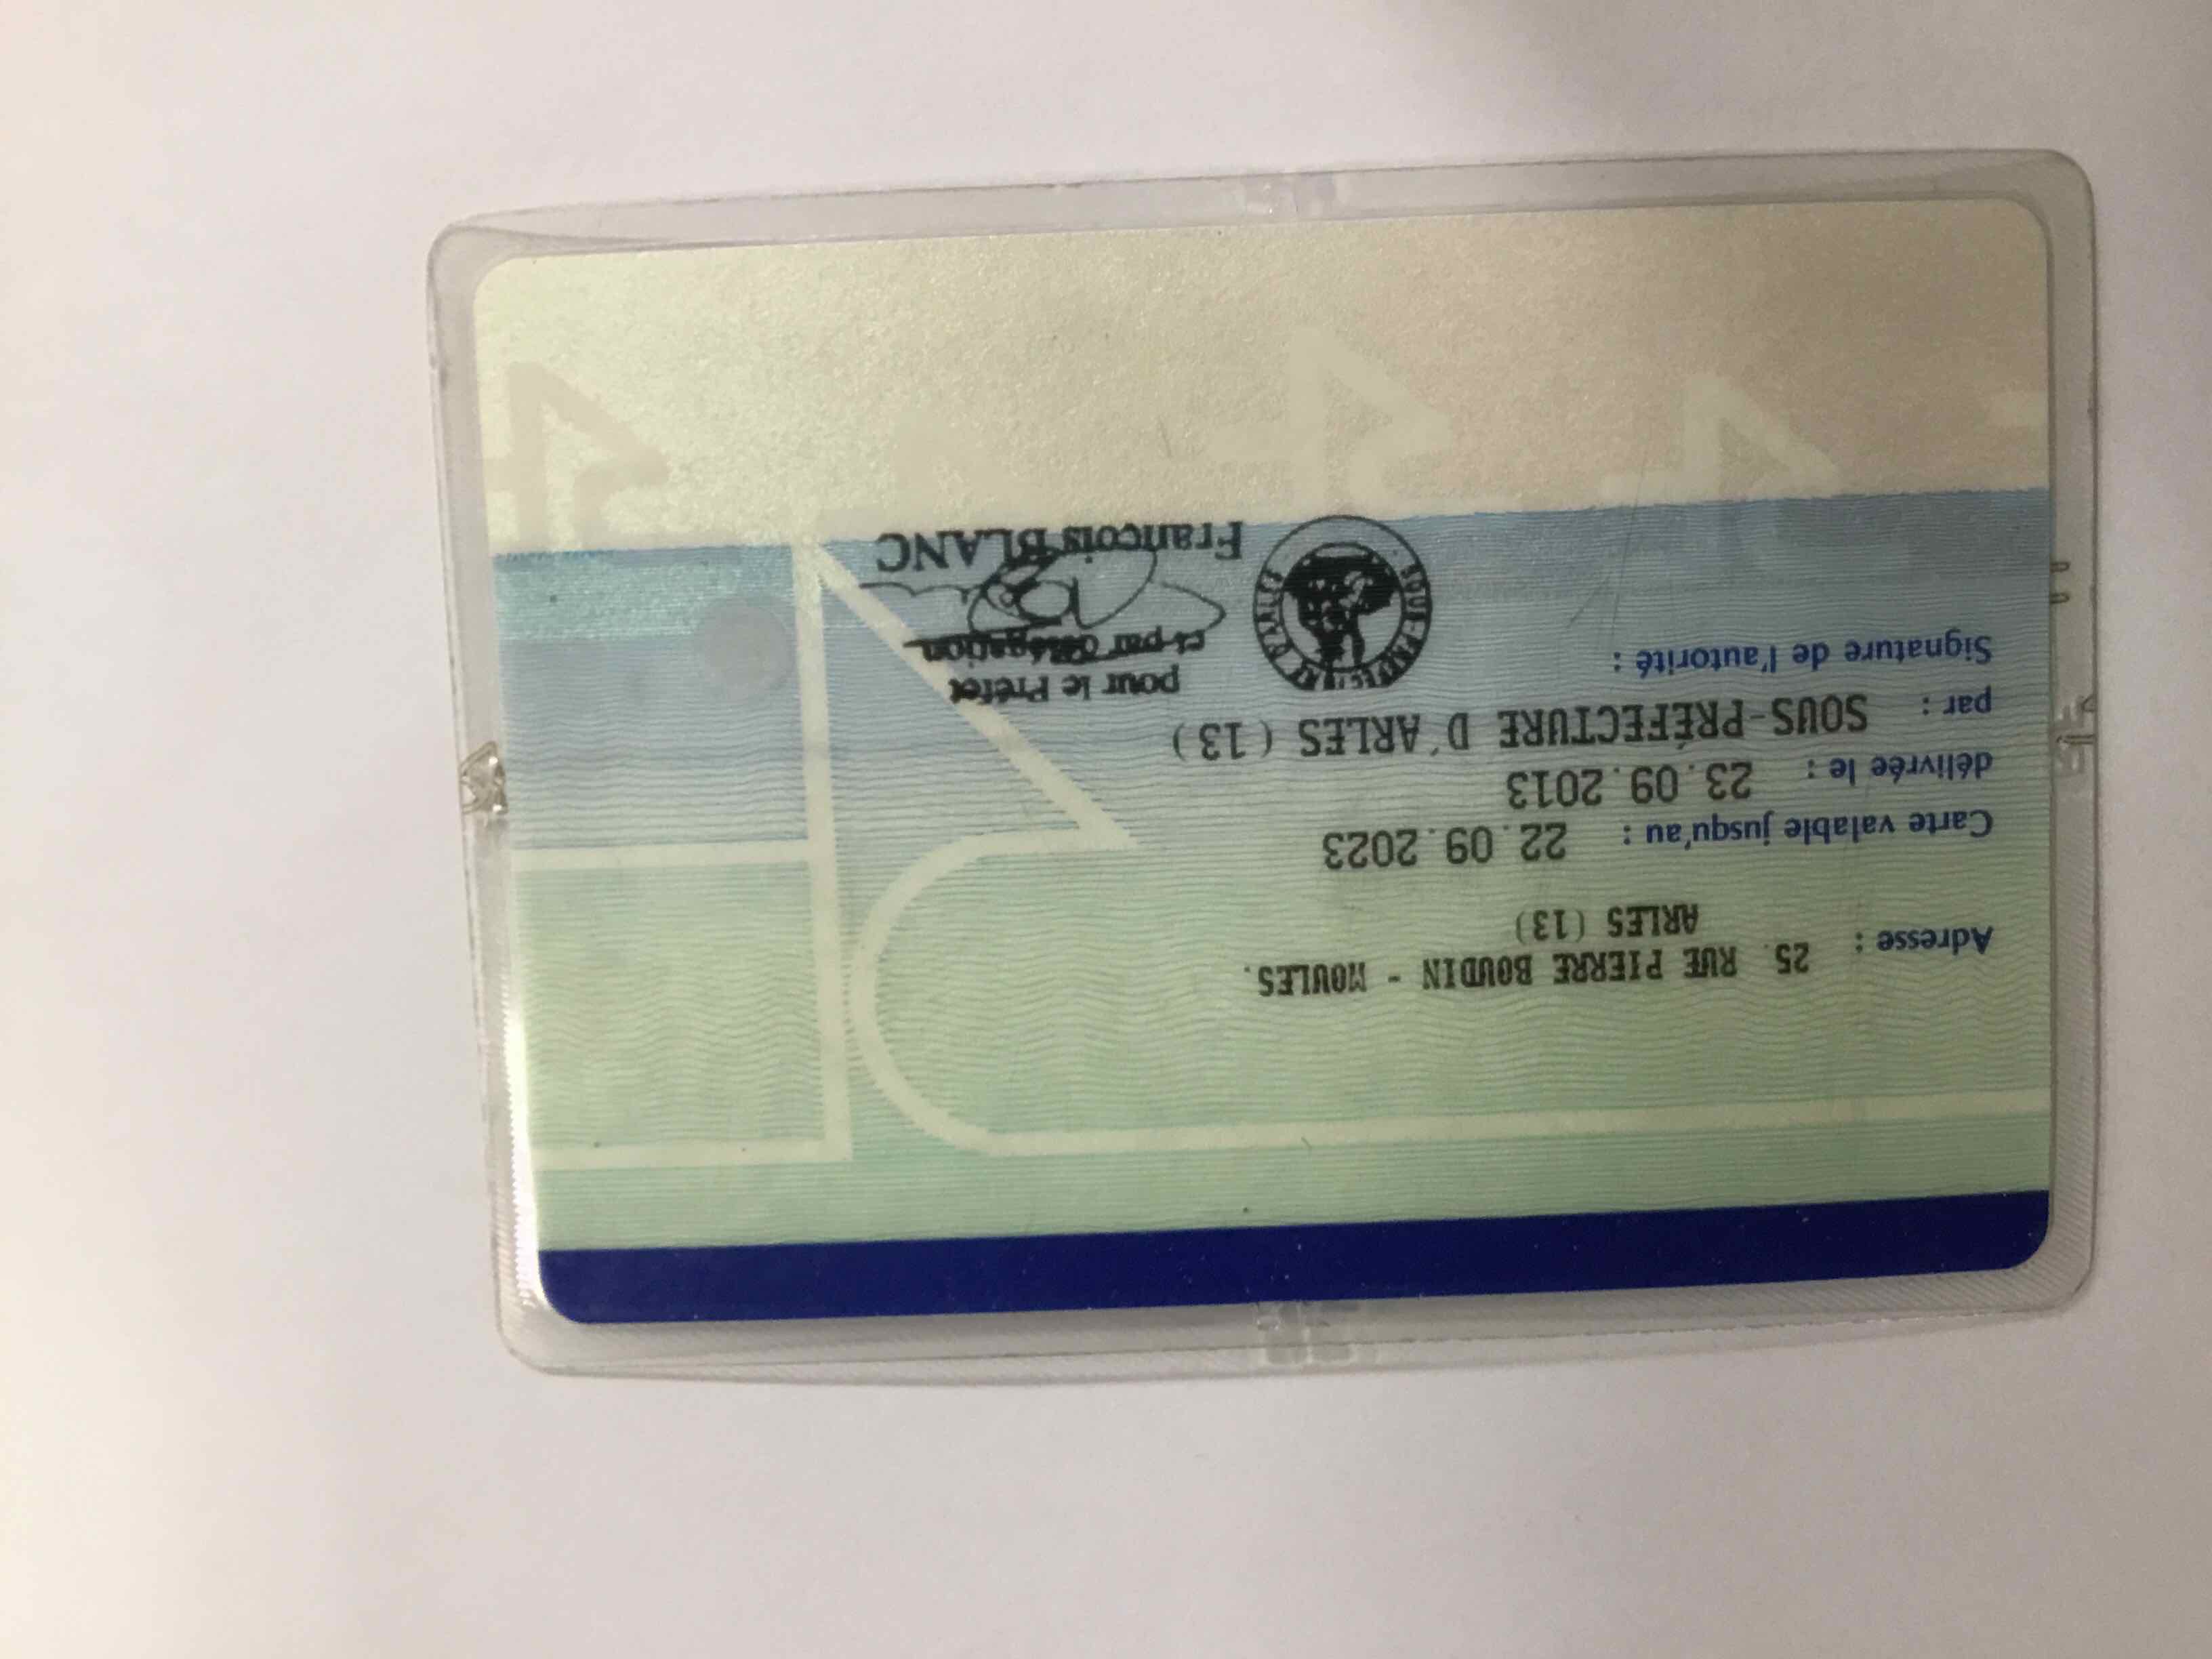 Adresse : 25. RUE PIERRE BOUDIN - MOULES.
ARLES (13)
Carte valable jusqu'au : 22.09.2023
délivrée le : 23.09.2013
par : SOUS-PRÉFECTURE D'ARLES (13)
Signature de l'autorité :
pour le Préfet
et par délégation
François BLANC